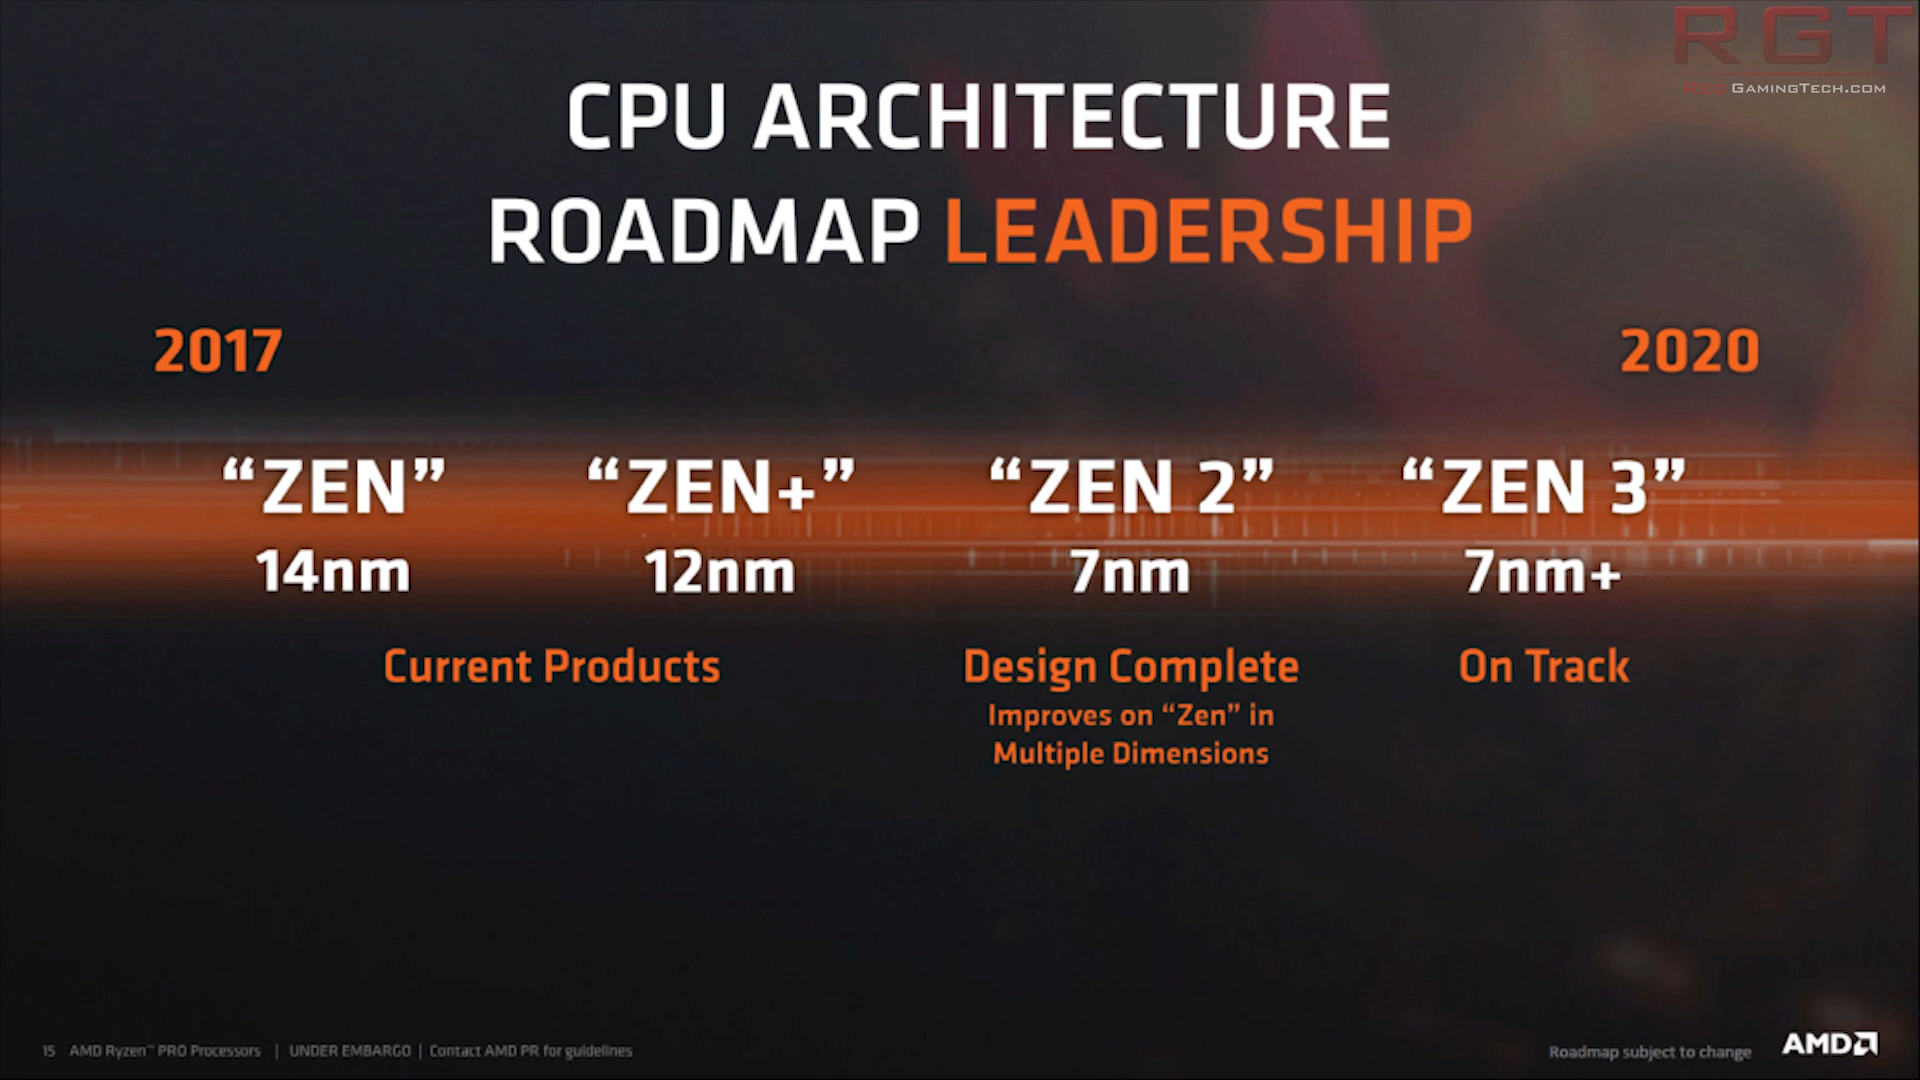 RGT
RedGamingTech.com
CPU ARCHITECTURE
ROADMAP LEADERSHIP
2017
2020
“ZEN”
“ZEN+”
“ZEN 2”
“ZEN 3”
14nm
12nm
7nm
7nm+
Current Products
Design Complete
On Track
Improves on “Zen” in
Multiple Dimensions
15 AMD Ryzen™ PRO Processors | UNDER EMBARGO | Contact AMD PR for guidelines
Roadmap subject to change
AMD